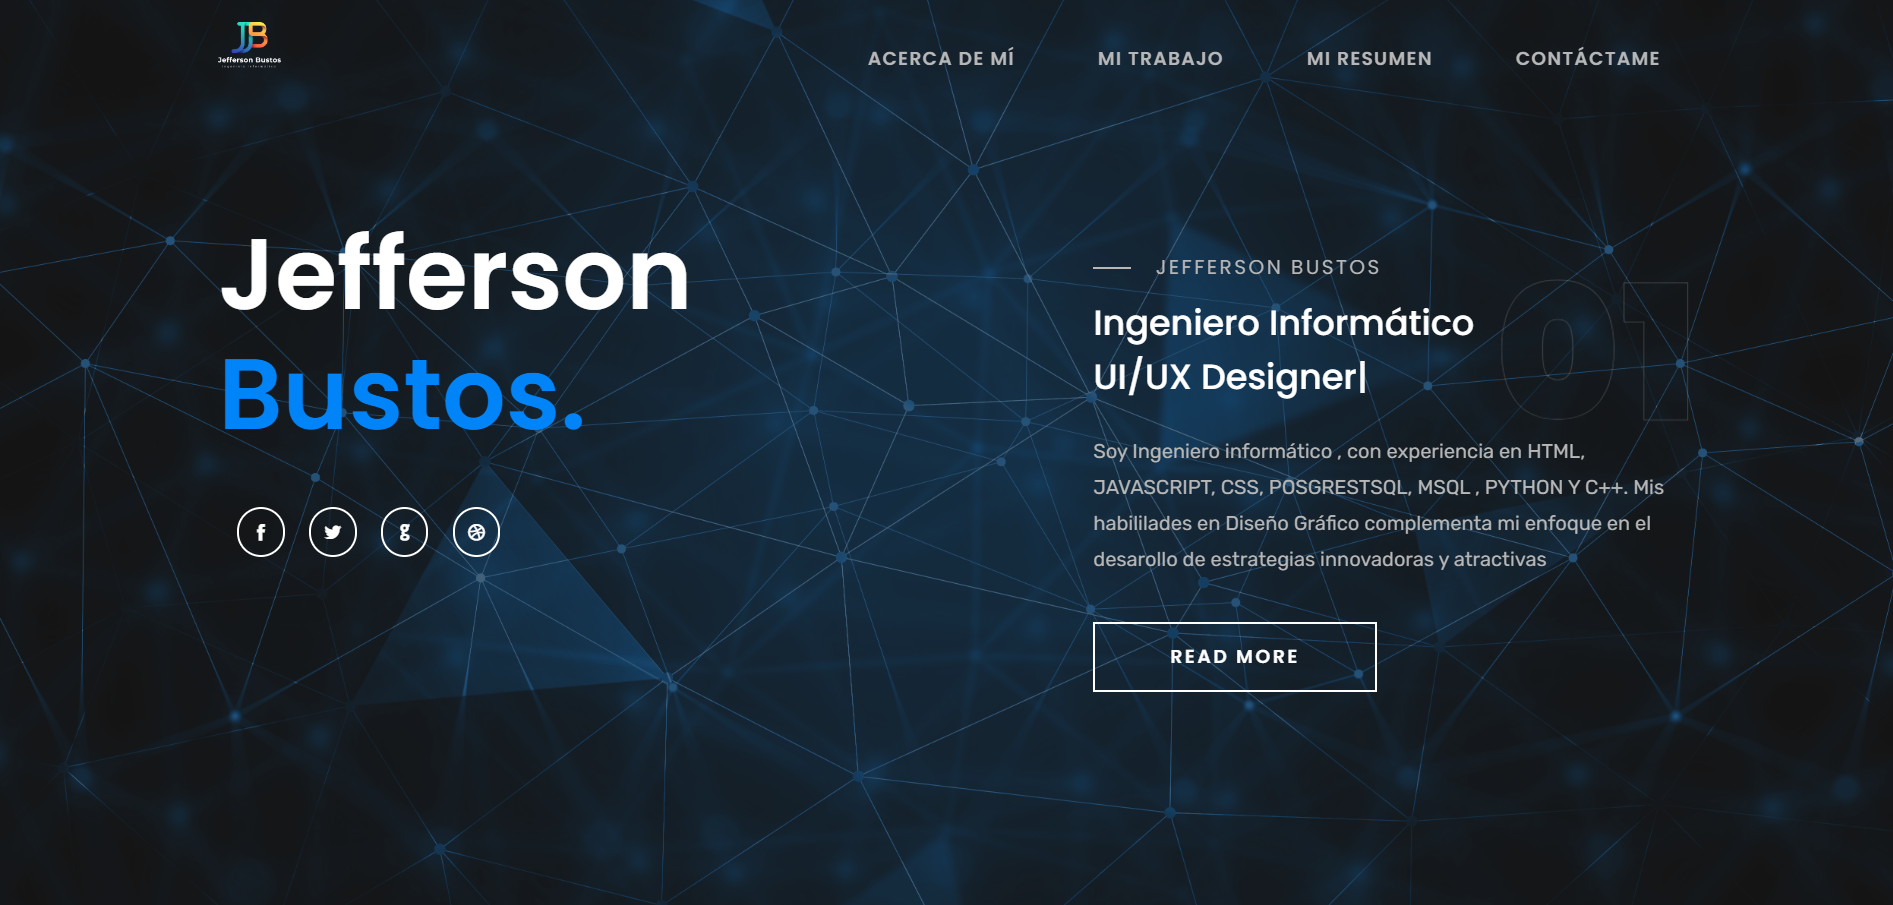 JB
Jefferson Bustos
ACERCA DE MÍ
MI TRABAJO
MI RESUMEN
CONTÁCTAME
Jefferson
Bustos.
JEFFERSON BUSTOS
Ingeniero Informático
UI/UX Designer|
01
Soy Ingeniero informático , con experiencia en HTML,
JAVASCRIPT, CSS, POSGRESTSQL, MSQL , PYTHON Y C++. Mis
habililades en Diseño Gráfico complementa mi enfoque en el
desarollo de estrategias innovadoras y atractivas
READ MORE